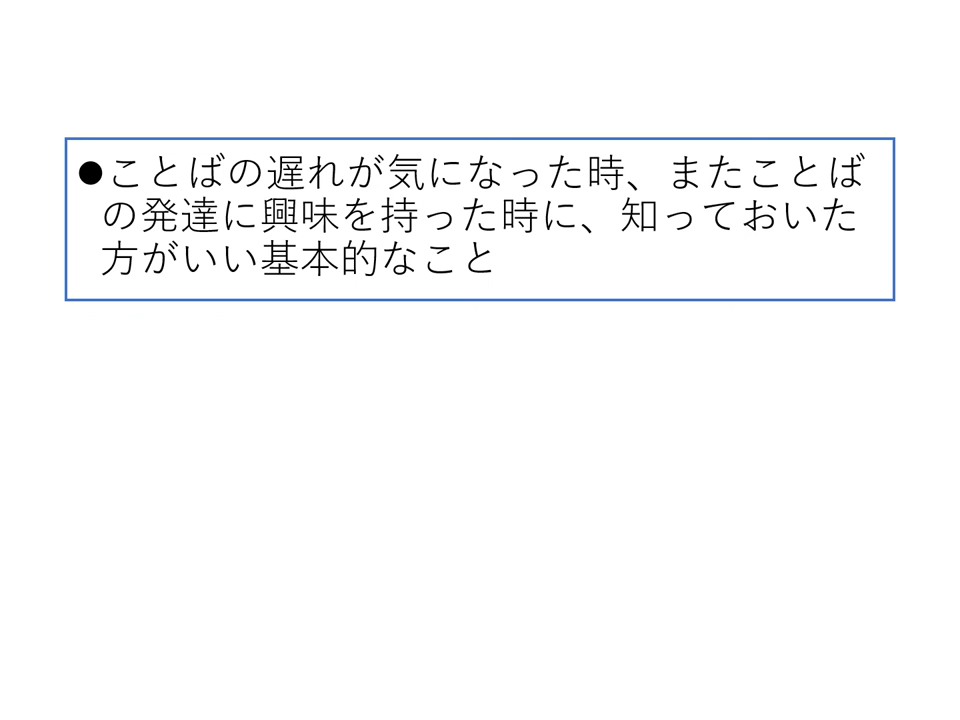 ●ことばの遅れが気になった時、またことば
の発達に興味を持った時に、知っておいた
方がいい基本的なこと